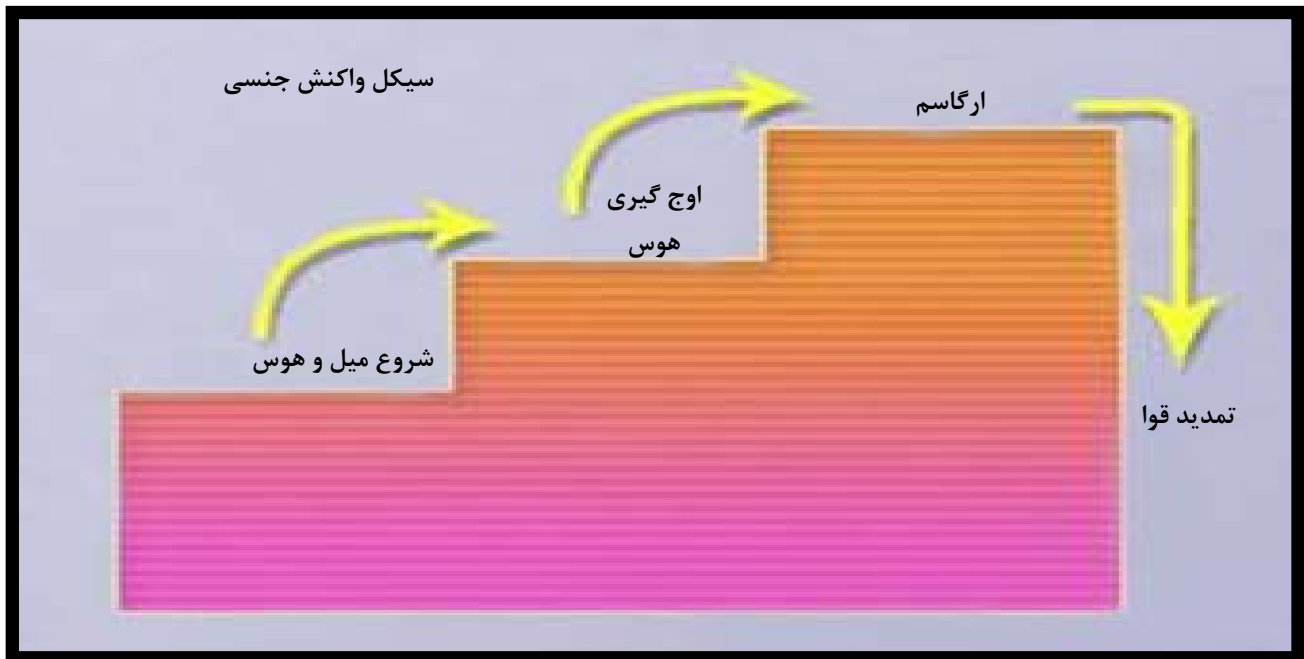 سیکل واکنش جنسی
ارگاسم
اوج گیری
هوس
شروع میل و هوس
تمدید قوا